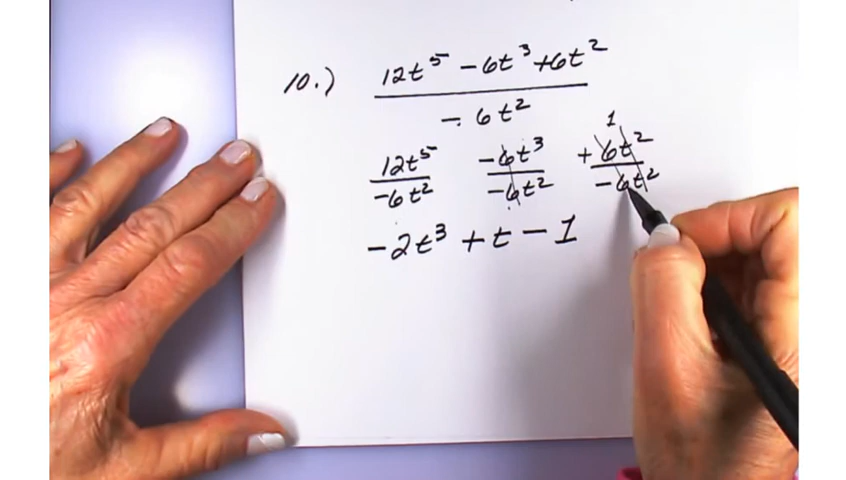 10.) 12t⁵ - 6t³ + 6t²
- 6t²
1
12t⁵ -6t³ + 6t²
-6t² -6t² -6t²
-2t³ + t - 1